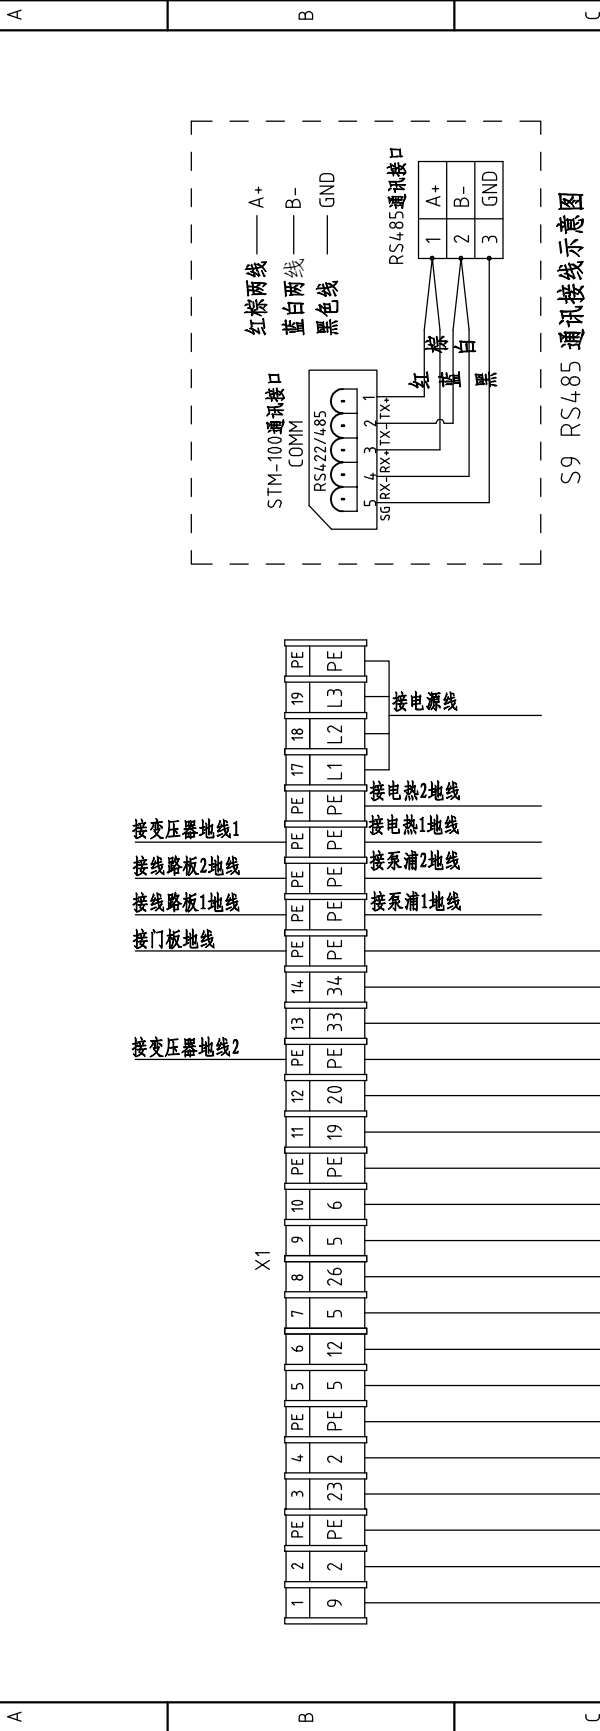 A
B
C
红棕两线 A+
蓝白两线 B-
黑色线 GND
STM-100通讯接口
COMM
RS422/485
5 4 3 2 1
SG RX- RX+ TX- TX+
红
棕
蓝
白
黑
RS485通讯接口
1 A+
2 B-
3 GND
S9 RS485 通讯接线示意图
接变压器地线1
接线路板2地线
接线路板1地线
接门板地线
接变压器地线2
X1
1 2 PE 3 4 PE 5 6 7 8 9 10 PE 11 12 PE 13 14 PE PE PE PE PE 17 18 19 PE
9 2 PE 23 2 PE 5 12 5 26 5 6 PE 19 20 PE 33 34 PE PE PE PE PE L1 L2 L3 PE
接电源线
接电热2地线
接电热1地线
接泵浦2地线
接泵浦1地线
A
B
C